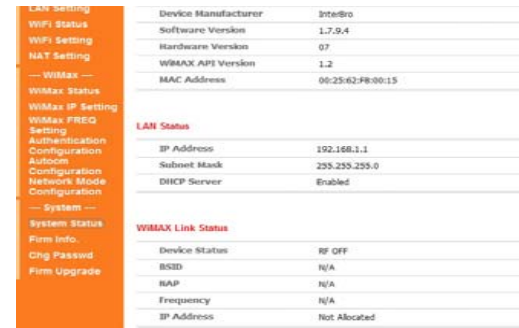 LAN Setting
WiFi Status
WiFi Setting
NAT Setting
--- WiMax ---
WiMax Status
WiMax IP Setting
WiMax FREQ
Setting
Authentication
Configuration
Autocm
Configuration
Network Mode
Configuration
--- System ---
System Status
Firm Info.
Chg Passwd
Firm Upgrade
Device Manufacturer InterBro
Software Version 1.7.9.4
Hardware Version 07
WiMAX API Version 1.2
MAC Address 00:25:62:F8:00:15
LAN Status
IP Address 192.168.1.1
Subnet Mask 255.255.255.0
DHCP Server Enabled
WiMAX Link Status
Device Status RF OFF
BSID N/A
NAP N/A
Frequency N/A
IP Address Not Allocated